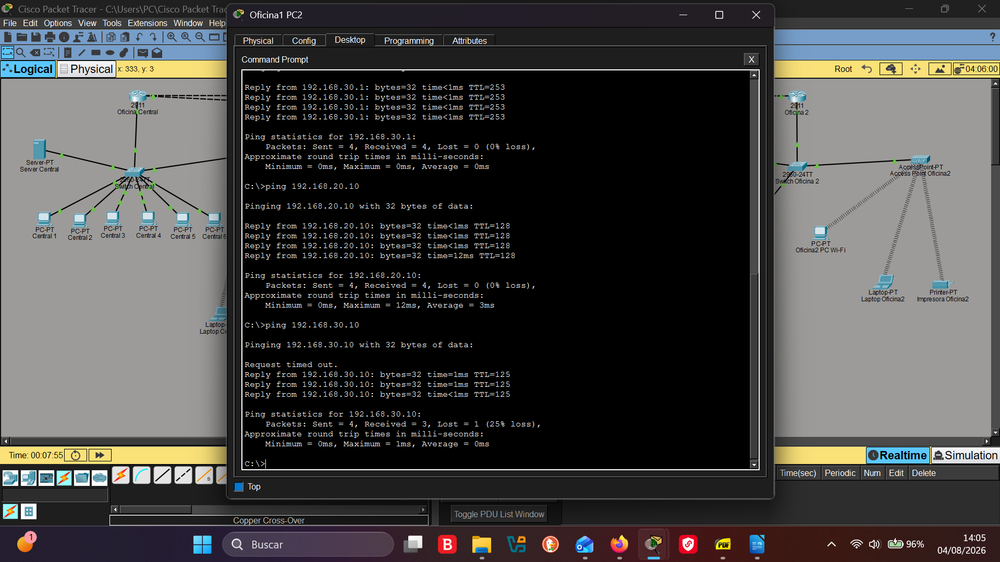 Cisco Packet Tracer - C:\Users\PC\Cisco Packet Trac
File Edit Options View Tools Extensions Window Help
Logical Physical x: 333, y: 3
Root 04:06:00
Oficina1 PC2
Physical Config Desktop Programming Attributes
Command Prompt
X
Reply from 192.168.30.1: bytes=32 time<1ms TTL=253
Reply from 192.168.30.1: bytes=32 time<1ms TTL=253
Reply from 192.168.30.1: bytes=32 time<1ms TTL=253
Reply from 192.168.30.1: bytes=32 time<1ms TTL=253
Ping statistics for 192.168.30.1:
Packets: Sent = 4, Received = 4, Lost = 0 (0% loss),
Approximate round trip times in milli-seconds:
Minimum = 0ms, Maximum = 0ms, Average = 0ms
C:\>ping 192.168.20.10
Pinging 192.168.20.10 with 32 bytes of data:
Reply from 192.168.20.10: bytes=32 time<1ms TTL=128
Reply from 192.168.20.10: bytes=32 time<1ms TTL=128
Reply from 192.168.20.10: bytes=32 time<1ms TTL=128
Reply from 192.168.20.10: bytes=32 time=12ms TTL=128
Ping statistics for 192.168.20.10:
Packets: Sent = 4, Received = 4, Lost = 0 (0% loss),
Approximate round trip times in milli-seconds:
Minimum = 0ms, Maximum = 12ms, Average = 3ms
C:\>ping 192.168.30.10
Pinging 192.168.30.10 with 32 bytes of data:
Request timed out.
Reply from 192.168.30.10: bytes=32 time=1ms TTL=125
Reply from 192.168.30.10: bytes=32 time=1ms TTL=125
Reply from 192.168.30.10: bytes=32 time<1ms TTL=125
Ping statistics for 192.168.30.10:
Packets: Sent = 4, Received = 3, Lost = 1 (25% loss),
Approximate round trip times in milli-seconds:
Minimum = 0ms, Maximum = 1ms, Average = 0ms
C:\>
Top
2911
Oficina Central
Server-PT
Server Central
2960-24TT
Switch Central
PC-PT
Central 1
PC-PT
Central 2
PC-PT
Central 3
PC-PT
Central 4
PC-PT
Central 5
PC-PT
Central 6
Laptop-
Laptop Ce
2911
Oficina 2
2960-24TT
Switch Oficina 2
AccessPoint-PT
Access Point Oficina2
PC-PT
Oficina2 PC Wi-Fi
Laptop-PT
Laptop Oficina2
Printer-PT
Impresora Oficina2
Time: 00:07:55
Realtime Simulation
Time(sec) Periodic Num Edit Delete
Toggle PDU List Window
Copper Cross-Over
1
Buscar
B
PDF
96%
14:05
04/08/2026